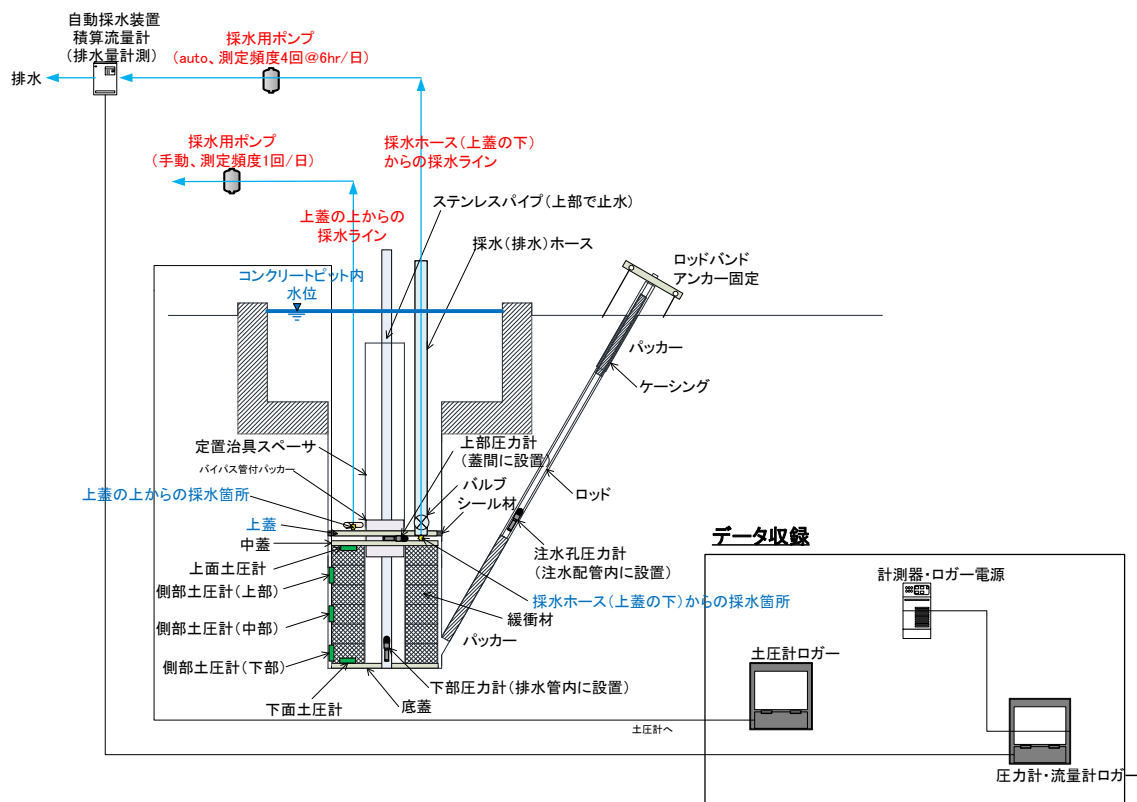 自動採水装置
積算流量計
(排水量計測)
排水
採水用ポンプ
(auto、測定頻度4回@6hr/日)
採水用ポンプ
(手動、測定頻度1回/日)
採水ホース(上蓋の下)
からの採水ライン
上蓋の上からの
採水ライン
ステンレスパイプ(上部で止水)
採水(排水)ホース
コンクリートピット内
水位
ロッドバンド
アンカー固定
パッカー
ケーシング
定置治具スペーサ
バイパス管付パッカー
上蓋の上からの採水箇所
上蓋
中蓋
上面土圧計
側部土圧計(上部)
側部土圧計(中部)
側部土圧計(下部)
下面土圧計
底蓋
上部圧力計
(蓋間に設置)
バルブ
シール材
ロッド
注水孔圧力計
(注水配管内に設置)
採水ホース(上蓋の下)からの採水箇所
緩衝材
パッカー
下部圧力計(排水管内に設置)
データ収録
計測器・ロガー電源
土圧計ロガー
土圧計へ
圧力計・流量計ロガー